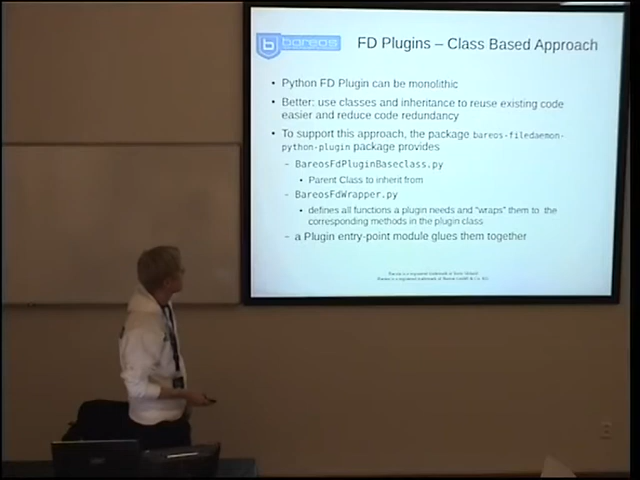 bareos
FD Plugins – Class Based Approach
• Python FD Plugin can be monolithic
• Better: use classes and inheritance to reuse existing code
easier and reduce code redundancy
• To support this approach, the package bareos-filedaemon-
python-plugin package provides
– BareosFdPluginBaseclass.py
• Parent Class to inherit from
– BareosFdWrapper.py
• defines all functions a plugin needs and "wraps" them to the
corresponding methods in the plugin class
– a Plugin entry-point module glues them together